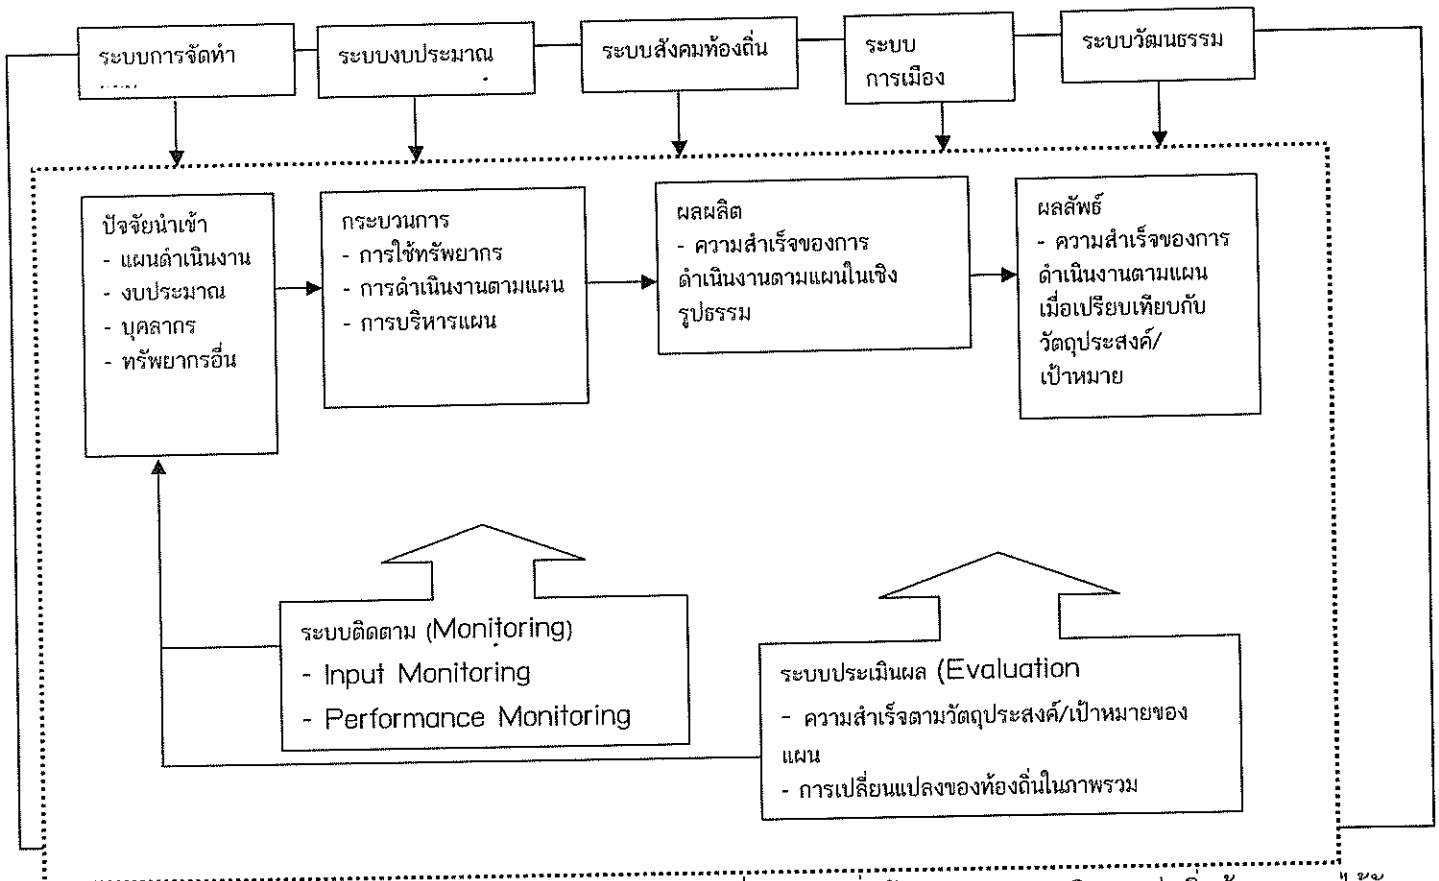 ระบบการจัดทำ
ระบบงบประมาณ
ระบบสังคมท้องถิ่น
ระบบ
การเมือง
ระบบวัฒนธรรม
ปัจจัยนำเข้า
- แผนดำเนินงาน
- งบประมาณ
- บุคลากร
- ทรัพยากรอื่น
กระบวนการ
- การใช้ทรัพยากร
- การดำเนินงานตามแผน
- การบริหารแผน
ผลผลิต
- ความสำเร็จของการ
ดำเนินงานตามแผนในเชิง
รูปธรรม
ผลลัพธ์
- ความสำเร็จของการ
ดำเนินงานตามแผน
เมื่อเปรียบเทียบกับ
วัตถุประสงค์/
เป้าหมาย
ระบบติดตาม (Monitoring)
- Input Monitoring
- Performance Monitoring
ระบบประเมินผล (Evaluation
- ความสำเร็จตามวัตถุประสงค์/เป้าหมายของ
แผน
- การเปลี่ยนแปลงของท้องถิ่นในภาพรวม